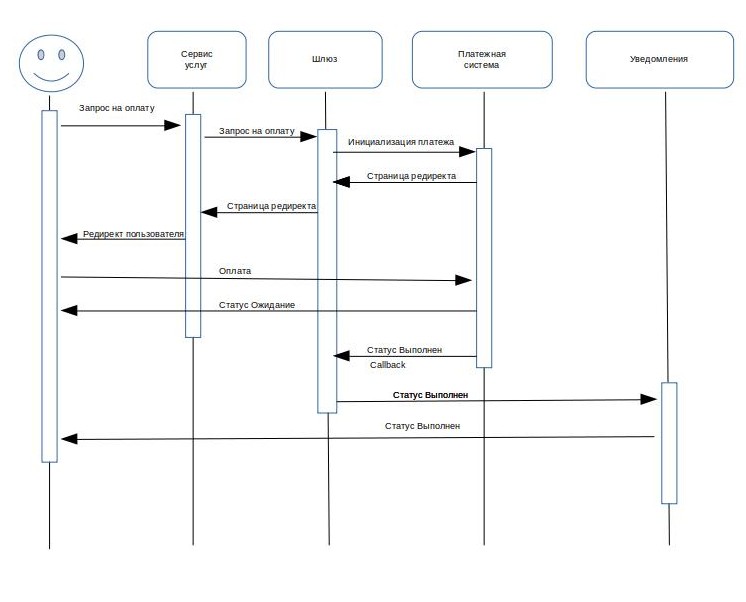 Сервис
услуг
Шлюз
Платежная
система
Уведомления
Запрос на оплату
Запрос на оплату
Инициализация платежа
Страница редиректа
Страница редиректа
Редирект пользователя
Оплата
Статус Ожидание
Статус Выполнен
Callback
Статус Выполнен
Статус Выполнен